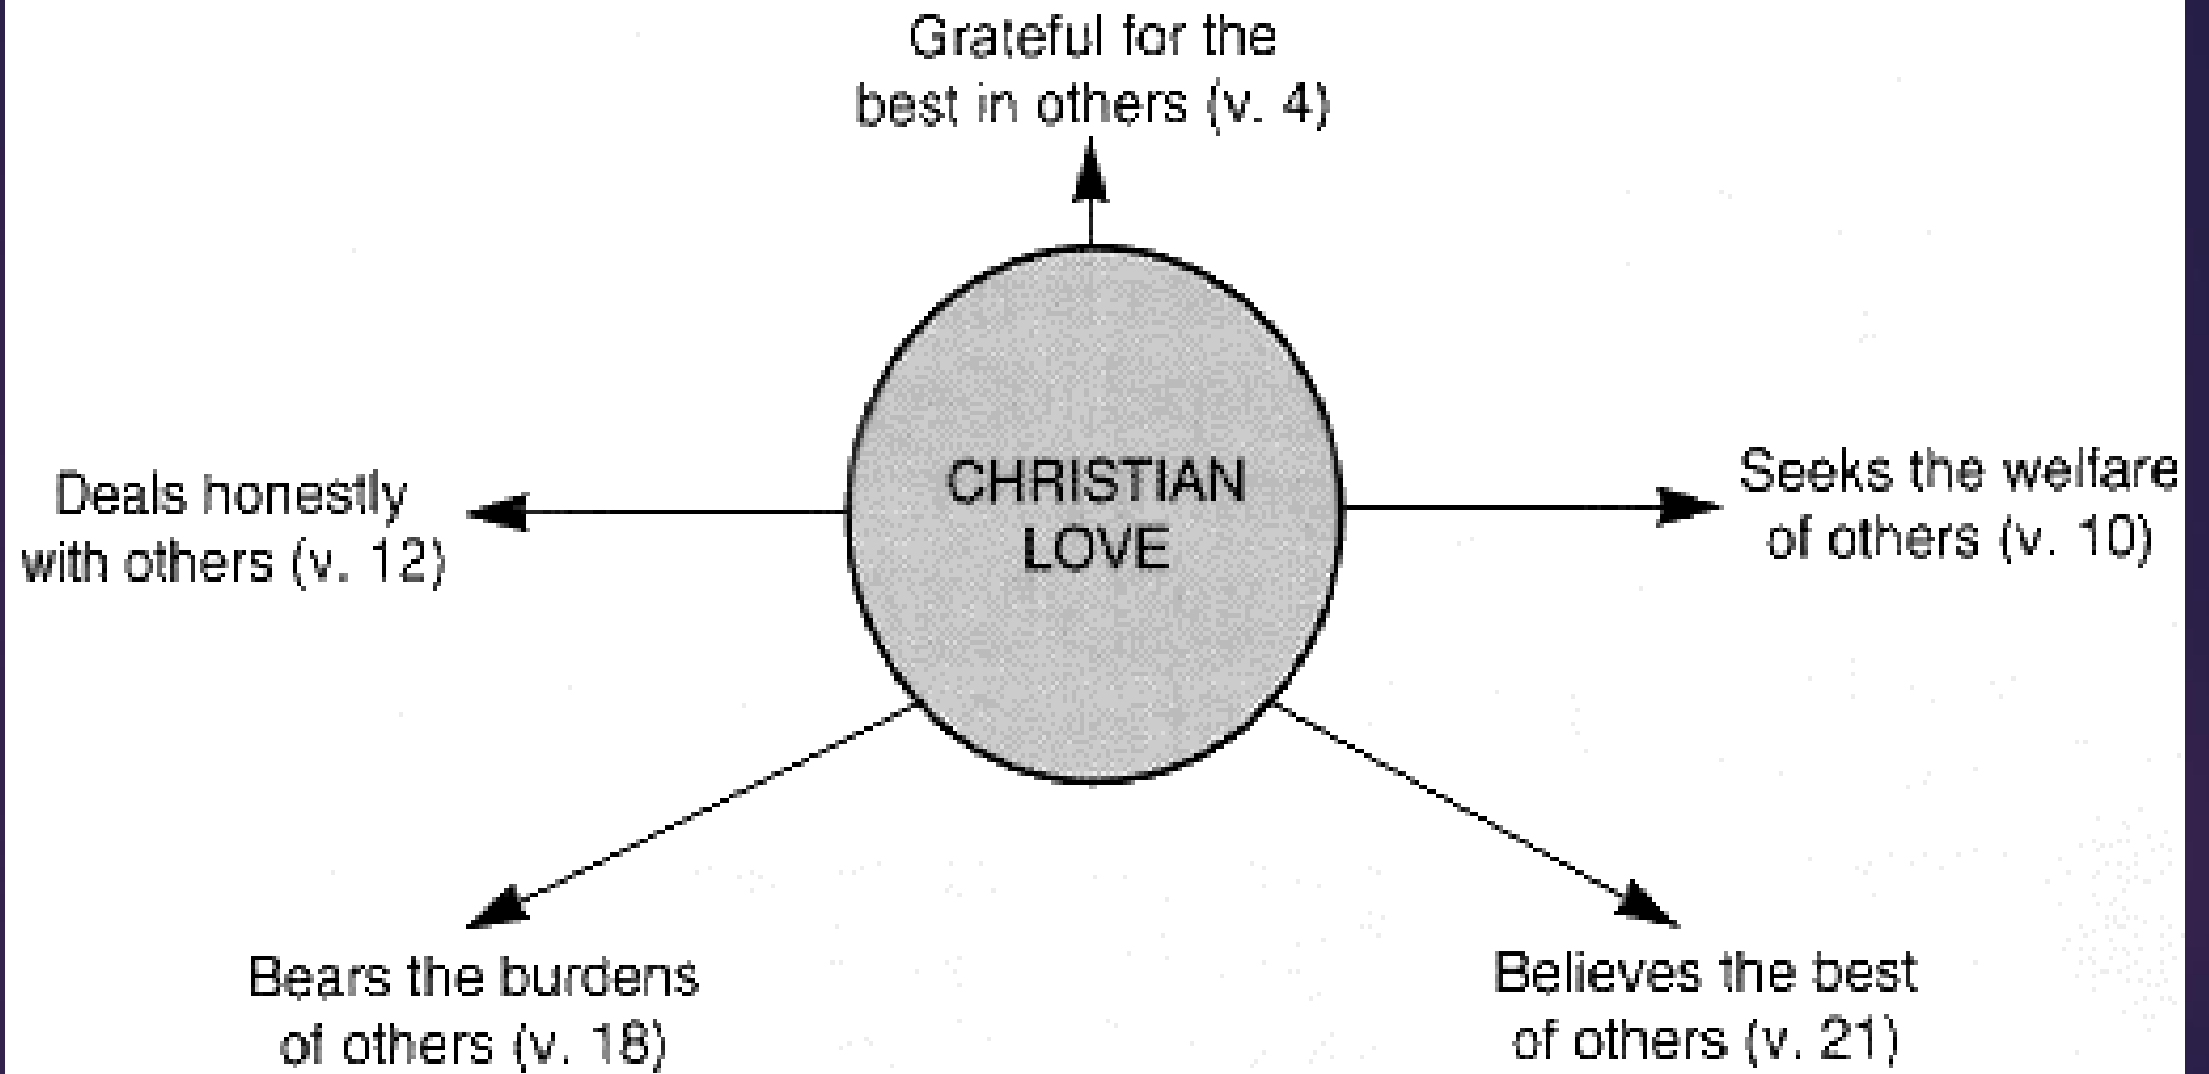 Grateful for the
best in others (v. 4)
CHRISTIAN
LOVE
Seeks the welfare
of others (v. 10)
Deals honestly
with others (v. 12)
Bears the burdens
of others (v. 18)
Believes the best
of others (v. 21)